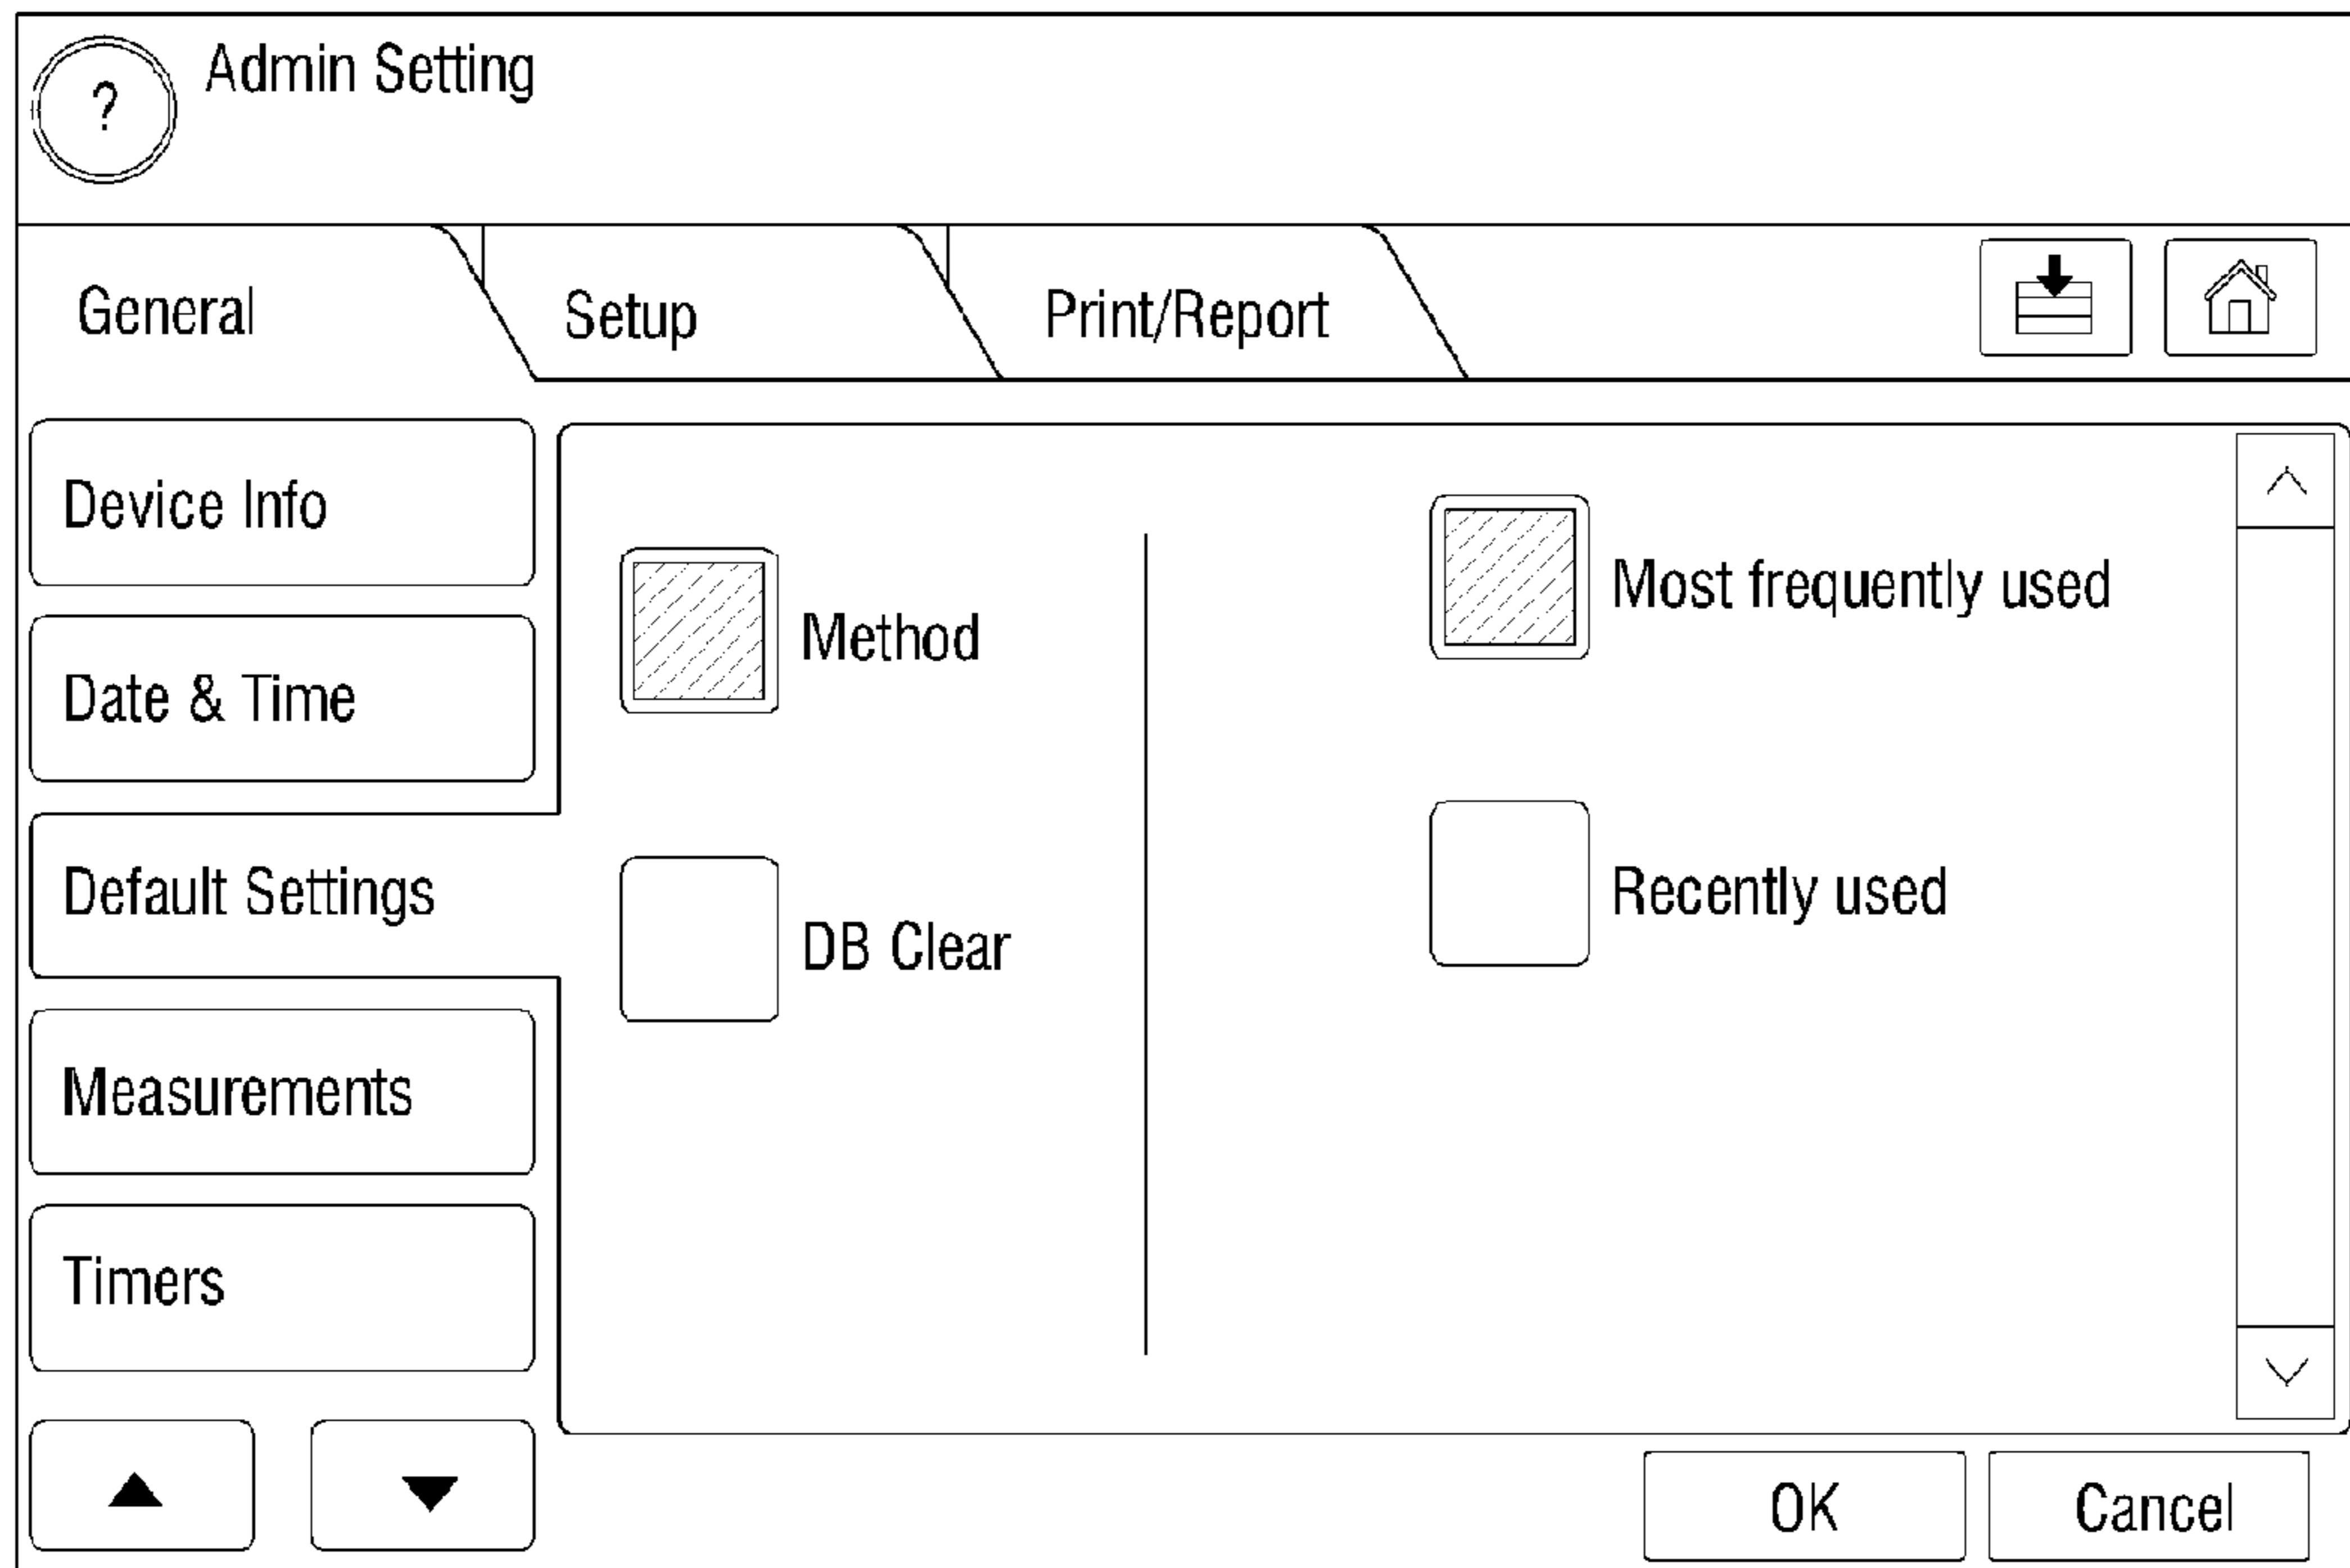 ?
Admin Setting
General
Setup
Print/Report
Device Info
Date & Time
Default Settings
Measurements
Timers
Method
DB Clear
Most frequently used
Recently used
OK
Cancel